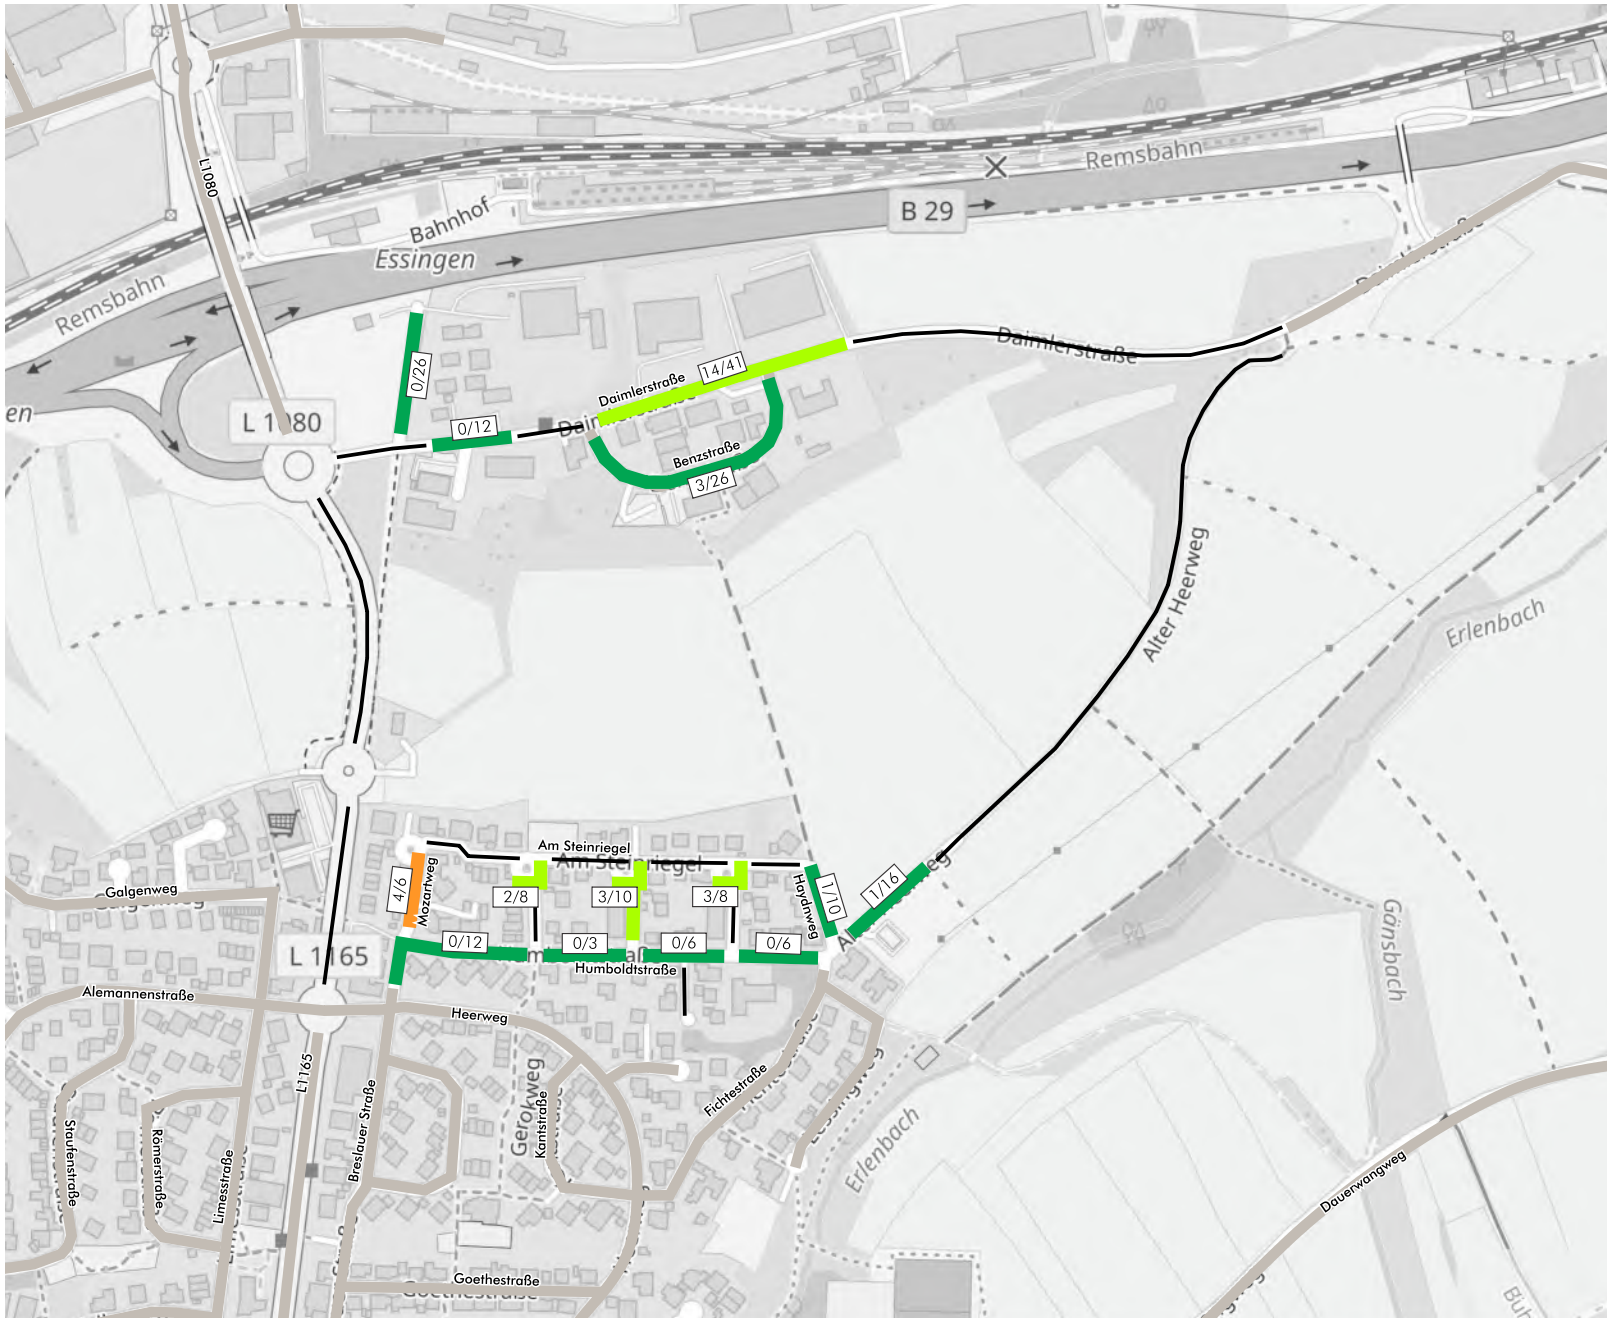 L1080
Remsbahn
B 29
Bahnhof
Essingen
Remsbahn
0/26
14/41
Daimlerstraße
Daimlerstraße
L 1080
0/12
Benzstraße
3/26
en
Alter Heerweg
Erlenbach
Am Steinriegel
Am Steinriegel
4/6
Mozartweg
2/8
3/10
3/8
Haydnweg
1/10
1/16
Galgenweg
0/12
0/3
0/6
0/6
Humboldtstraße
L 1165
Gänsbach
Alemannenstraße
Heerweg
L1165
Gerokweg
Kantstraße
Fichtestraße
Breslauer Straße
Staufenstraße
Römerstraße
Limesstraße
Erlenbach
Dauerwangweg
Goethestraße
Goethestraße